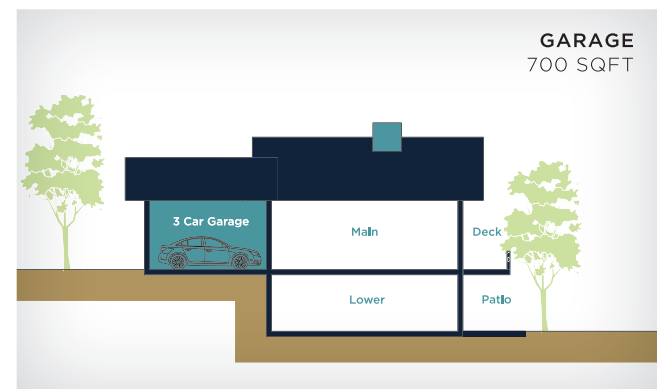 GARAGE
700 SQFT
3 Car Garage
Main
Deck
Lower
Patio